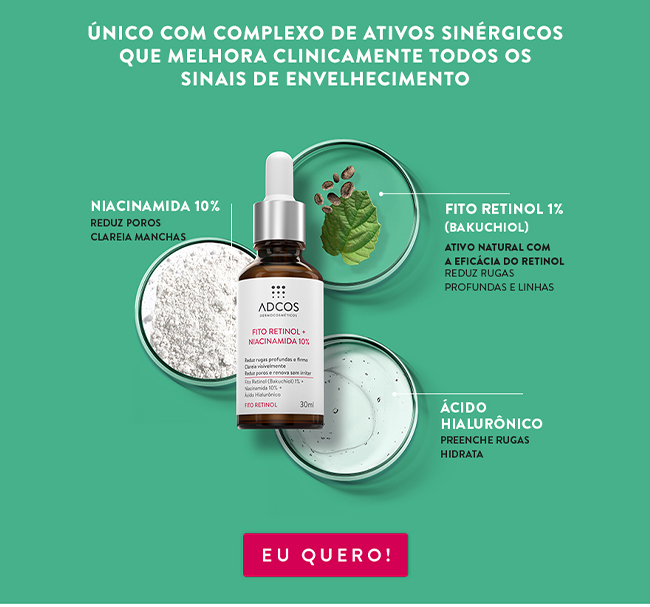 ÚNICO COM COMPLEXO DE ATIVOS SINÉRGICOS
QUE MELHORA CLINICAMENTE TODOS OS
SINAIS DE ENVELHECIMENTO
NIACINAMIDA 10%
REDUZ POROS
CLAREIA MANCHAS
FITO RETINOL 1%
(BAKUCHIOL)
ATIVO NATURAL COM
A EFICÁCIA DO RETINOL
REDUZ RUGAS
PROFUNDAS E LINHAS
ADCOS
DERMOCOSMÉTICOS
FITO RETINOL +
NIACINAMIDA 10%
Reduz rugas profundas e firma
Clareia visivelmente
Reduz poros e renova sem irritar
Fito Retinol (Bakuchiol) 1% +
Niacinamida 10% +
Ácido Hialurônico
FITO RETINOL 30ml
ÁCIDO
HIALURÔNICO
PREENCHE RUGAS
HIDRATA
EU QUERO!